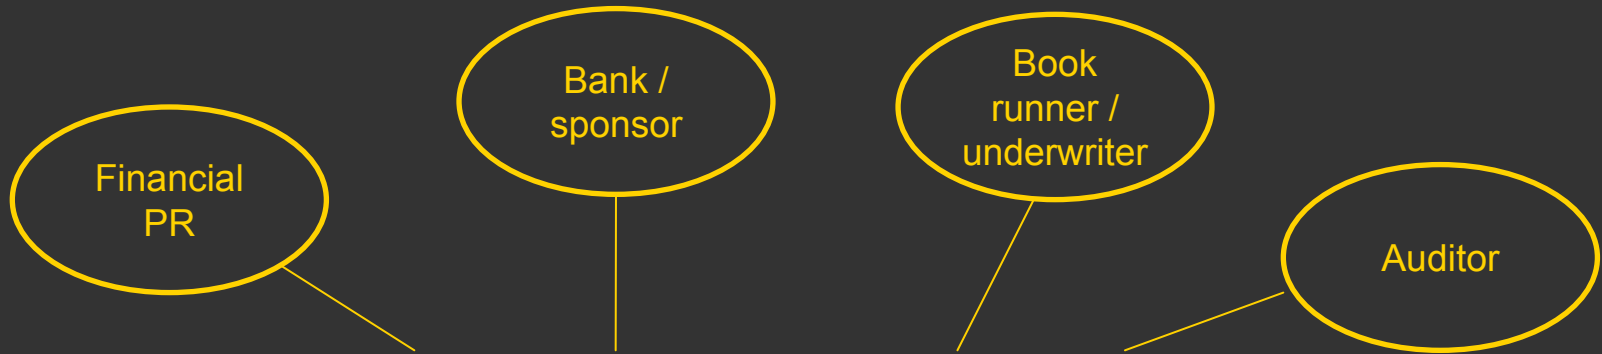 Financial
PR
Bank /
sponsor
Book
runner /
underwriter
Auditor